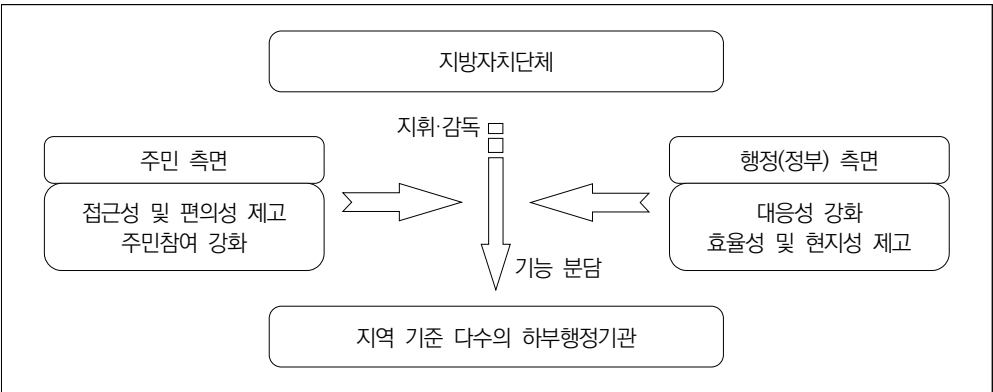 지방자치단체
지휘·감독
주민 측면
접근성 및 편의성 제고
주민참여 강화
행정(정부) 측면
대응성 강화
효율성 및 현지성 제고
기능 분담
지역 기준 다수의 하부행정기관